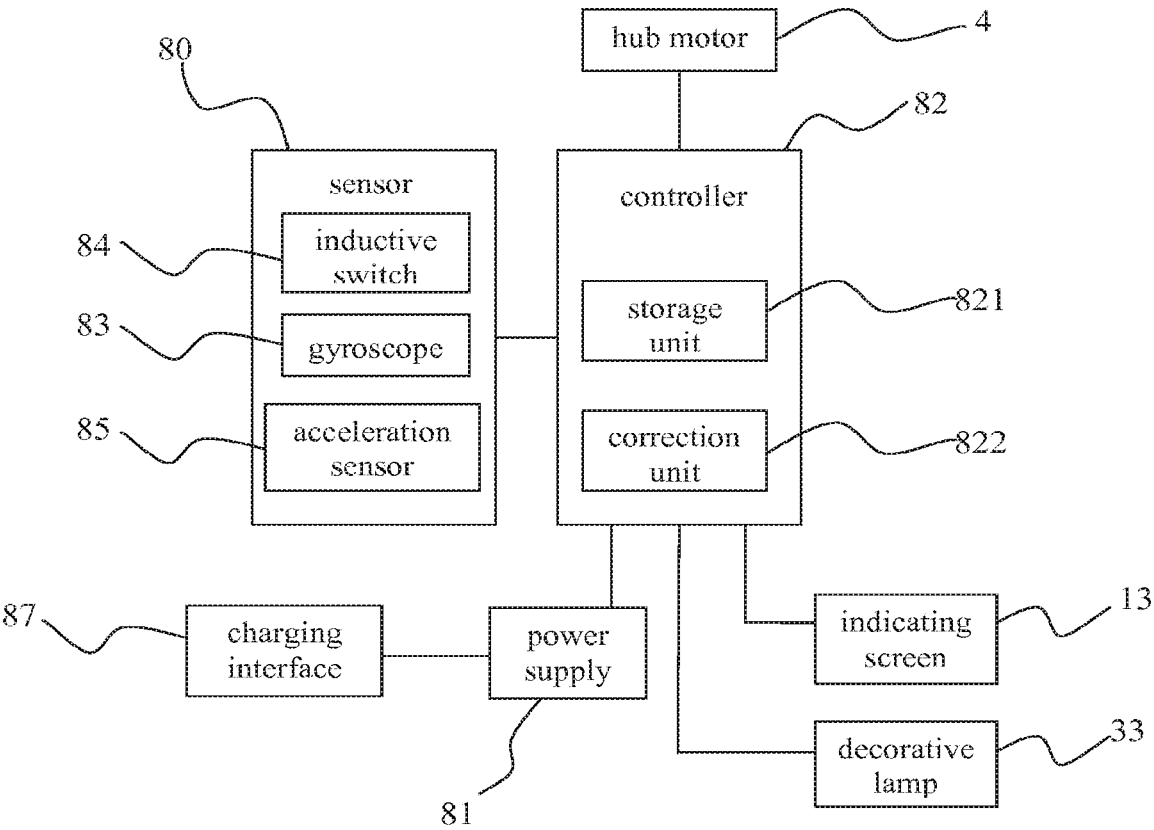 hub motor
4
80
82
sensor
controller
84
inductive
switch
storage
unit
821
83
gyroscope
85
acceleration
sensor
correction
unit
822
87
charging
interface
power
supply
81
indicating
screen
13
decorative
lamp
33